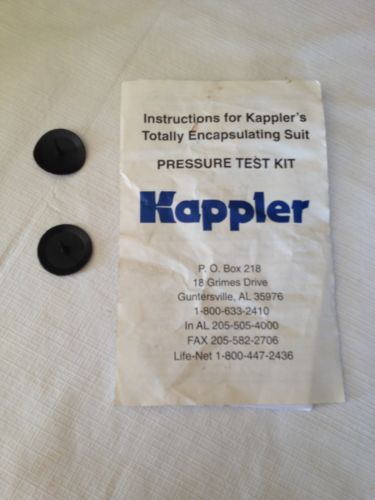 Instructions for Kappler's
Totally Encapsulating Suit
PRESSURE TEST KIT
Kappler
P. O. Box 218
18 Grimes Drive
Guntersville, AL 35976
1-800-633-2410
In AL 205-505-4000
FAX 205-582-2706
Life-Net 1-800-447-2436